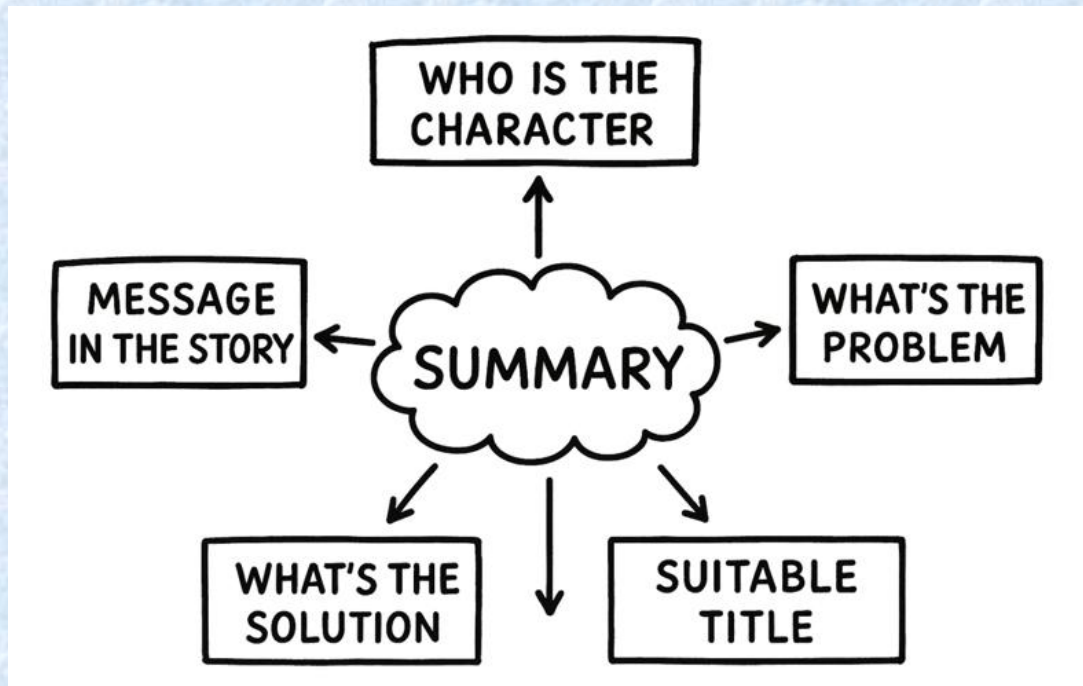 WHO IS THE
CHARACTER
MESSAGE
IN THE STORY
SUMMARY
WHAT'S THE
PROBLEM
WHAT'S THE
SOLUTION
SUITABLE
TITLE